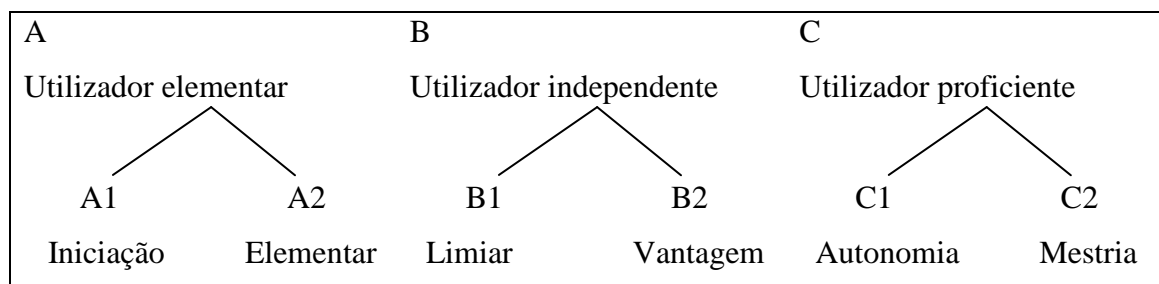 A B C
Utilizador elementar Utilizador independente Utilizador proficiente
A1 A2 B1 B2 C1 C2
Iniciação Elementar Limiar Vantagem Autonomia Mestria